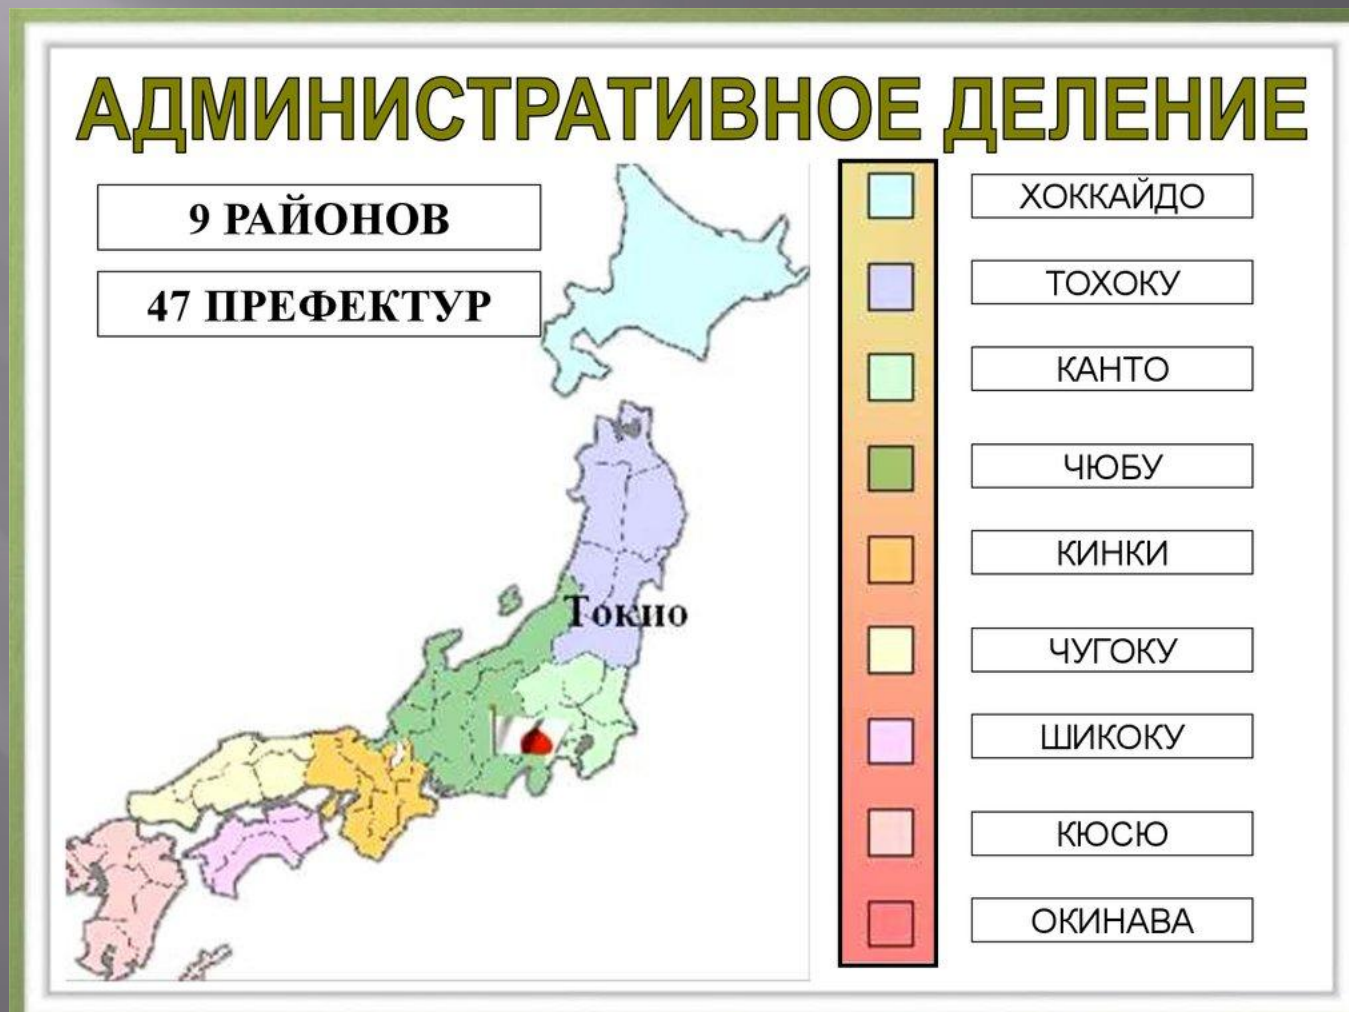 АДМИНИСТРАТИВНОЕ ДЕЛЕНИЕ
9 РАЙОНОВ
47 ПРЕФЕКТУР
Токио
ХОККАЙДО
ТОХОКУ
КАНТО
ЧЮБУ
КИНКИ
ЧУГОКУ
ШИКОКУ
КЮСЮ
ОКИНАВА